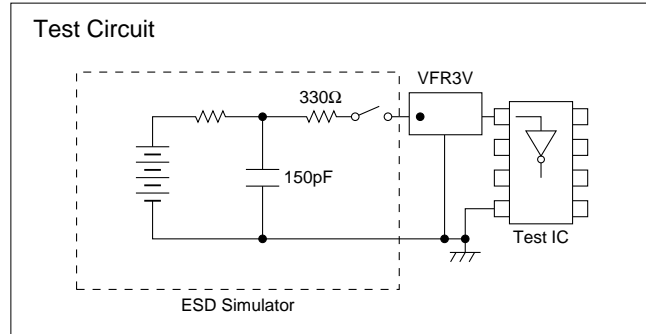 Test Circuit
VFR3V
330Ω
150pF
Test IC
ESD Simulator